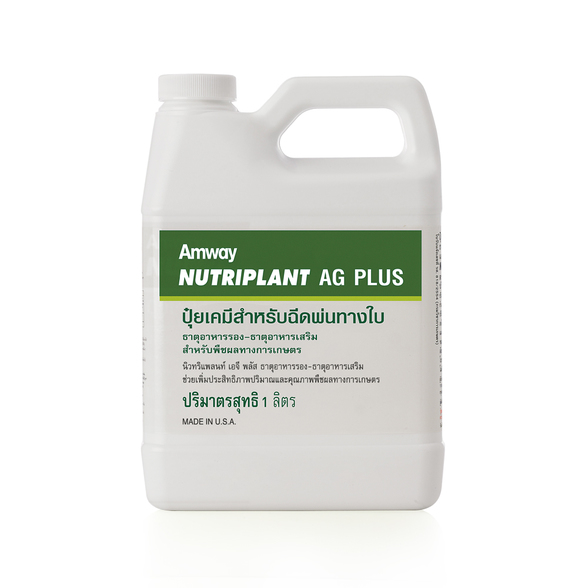 Amway
NUTRIPLANT AG PLUS
ปุ๋ยเคมีสำหรับฉีดพ่นทางใบ
ธาตุอาหารรอง-ธาตุอาหารเสริม
สำหรับพืชผลทางการเกษตร
นิวทริแพลนท์ เอจี พลัส ธาตุอาหารรอง-ธาตุอาหารเสริม
ช่วยเพิ่มประสิทธิภาพปริมาณและคุณภาพพืชผลทางการเกษตร
ปริมาตรสุทธิ 1 ลิตร
MADE IN U.S.A.